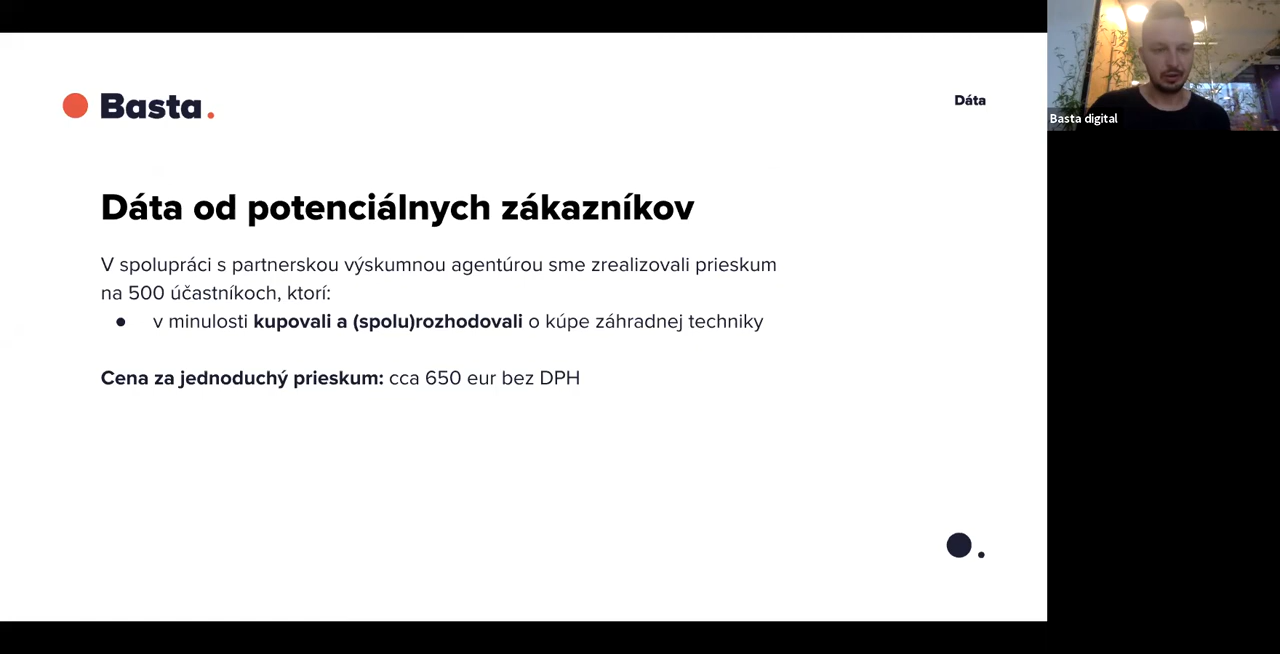 Basta.
Dáta
Basta digital
Dáta od potenciálnych zákazníkov
V spolupráci s partnerskou výskumnou agentúrou sme zrealizovali prieskum
na 500 účastníkoch, ktorí:
● v minulosti kupovali a (spolu)rozhodovali o kúpe záhradnej techniky
Cena za jednoduchý prieskum: cca 650 eur bez DPH